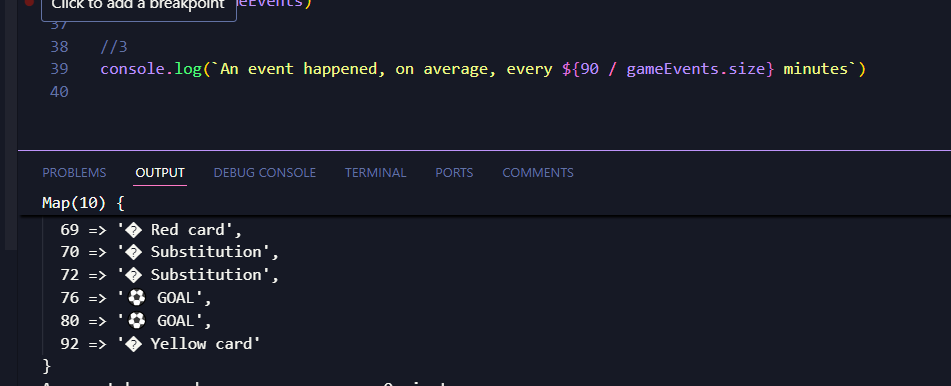 Click to add a breakpoint eEvents)
37
38 //3
39 console.log(`An event happened, on average, every ${90 / gameEvents.size} minutes`)
40
PROBLEMS OUTPUT DEBUG CONSOLE TERMINAL PORTS COMMENTS
Map(10) {
69 => '� Red card',
70 => '� Substitution',
72 => '� Substitution',
76 => '⚽ GOAL',
80 => '⚽ GOAL',
92 => '� Yellow card'
}